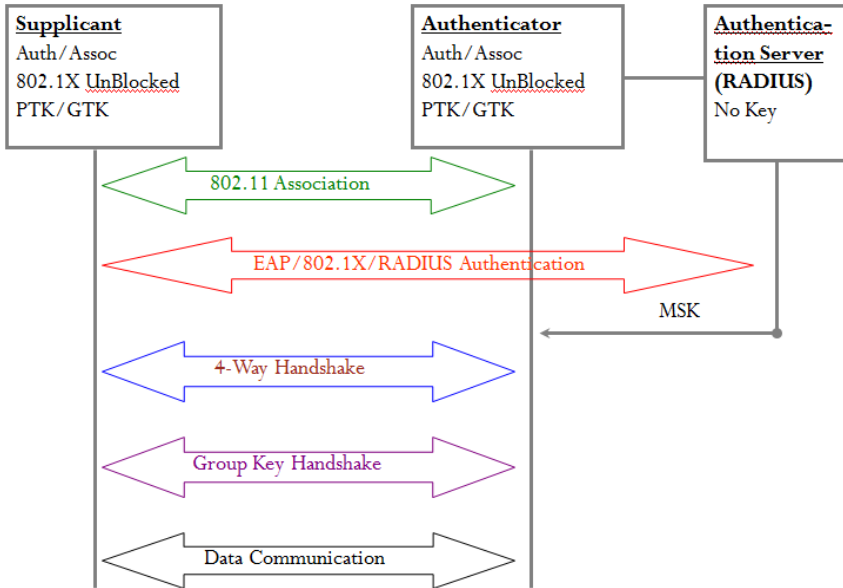 Supplicant
Auth/Assoc
802.1X UnBlocked
PTK/GTK
Authenticator
Auth/Assoc
802.1X UnBlocked
PTK/GTK
Authentica-
tion Server
(RADIUS)
No Key
802.11 Association
EAP/802.1X/RADIUS Authentication
MSK
4-Way Handshake
Group Key Handshake
Data Communication